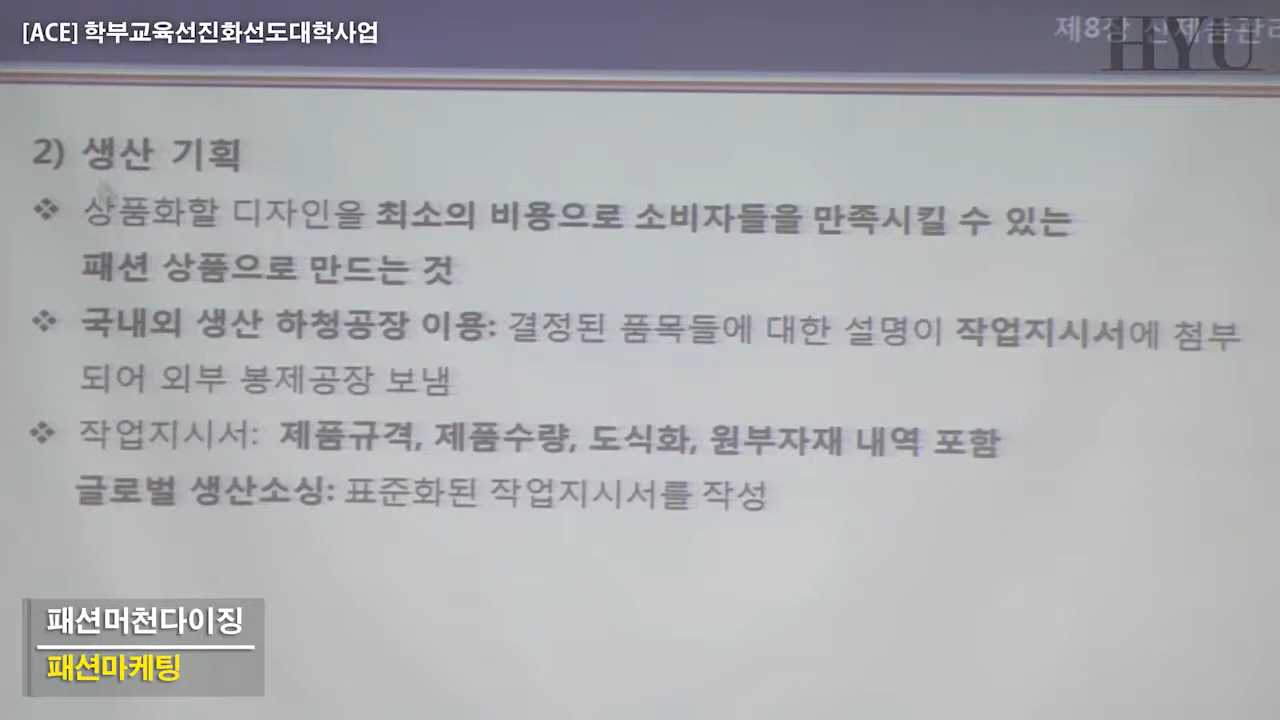 [ACE] 학부교육선진화선도대학사업
제8장 신제품관리
HYU
2) 생산 기획
❖ 상품화할 디자인을 최소의 비용으로 소비자들을 만족시킬 수 있는
패션 상품으로 만드는 것
❖ 국내외 생산 하청공장 이용: 결정된 품목들에 대한 설명이 작업지시서에 첨부
되어 외부 봉제공장 보냄
❖ 작업지시서: 제품규격, 제품수량, 도식화, 원부자재 내역 포함
글로벌 생산소싱: 표준화된 작업지시서를 작성
패션머천다이징
패션마케팅